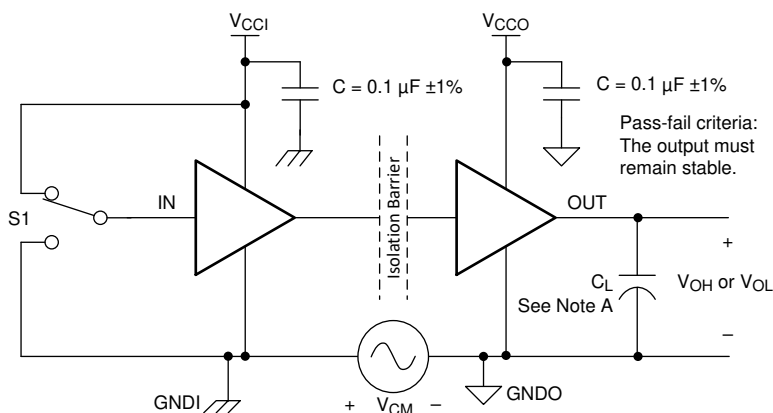 VCCI
VCCO
C = 0.1 µF ±1%
C = 0.1 µF ±1%
Pass-fail criteria:
The output must
remain stable.
S1
IN
Isolation Barrier
OUT
+
CL
See Note A
VOH or VOL
–
GNDI
+ VCM –
GNDO